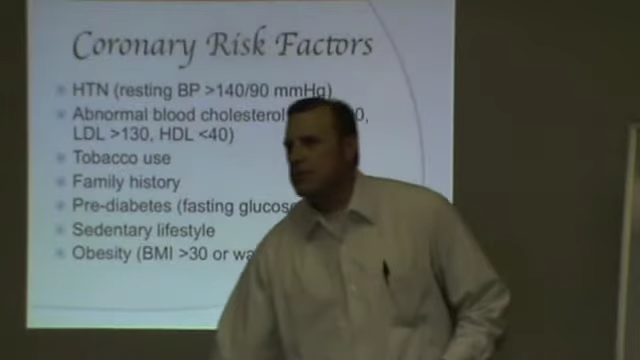 Coronary Risk Factors
HTN (resting BP >140/90 mmHg)
Abnormal blood cholesterol 0,
LDL >130, HDL <40)
Tobacco use
Family history
Pre-diabetes (fasting glucose
Sedentary lifestyle
Obesity (BMI >30 or